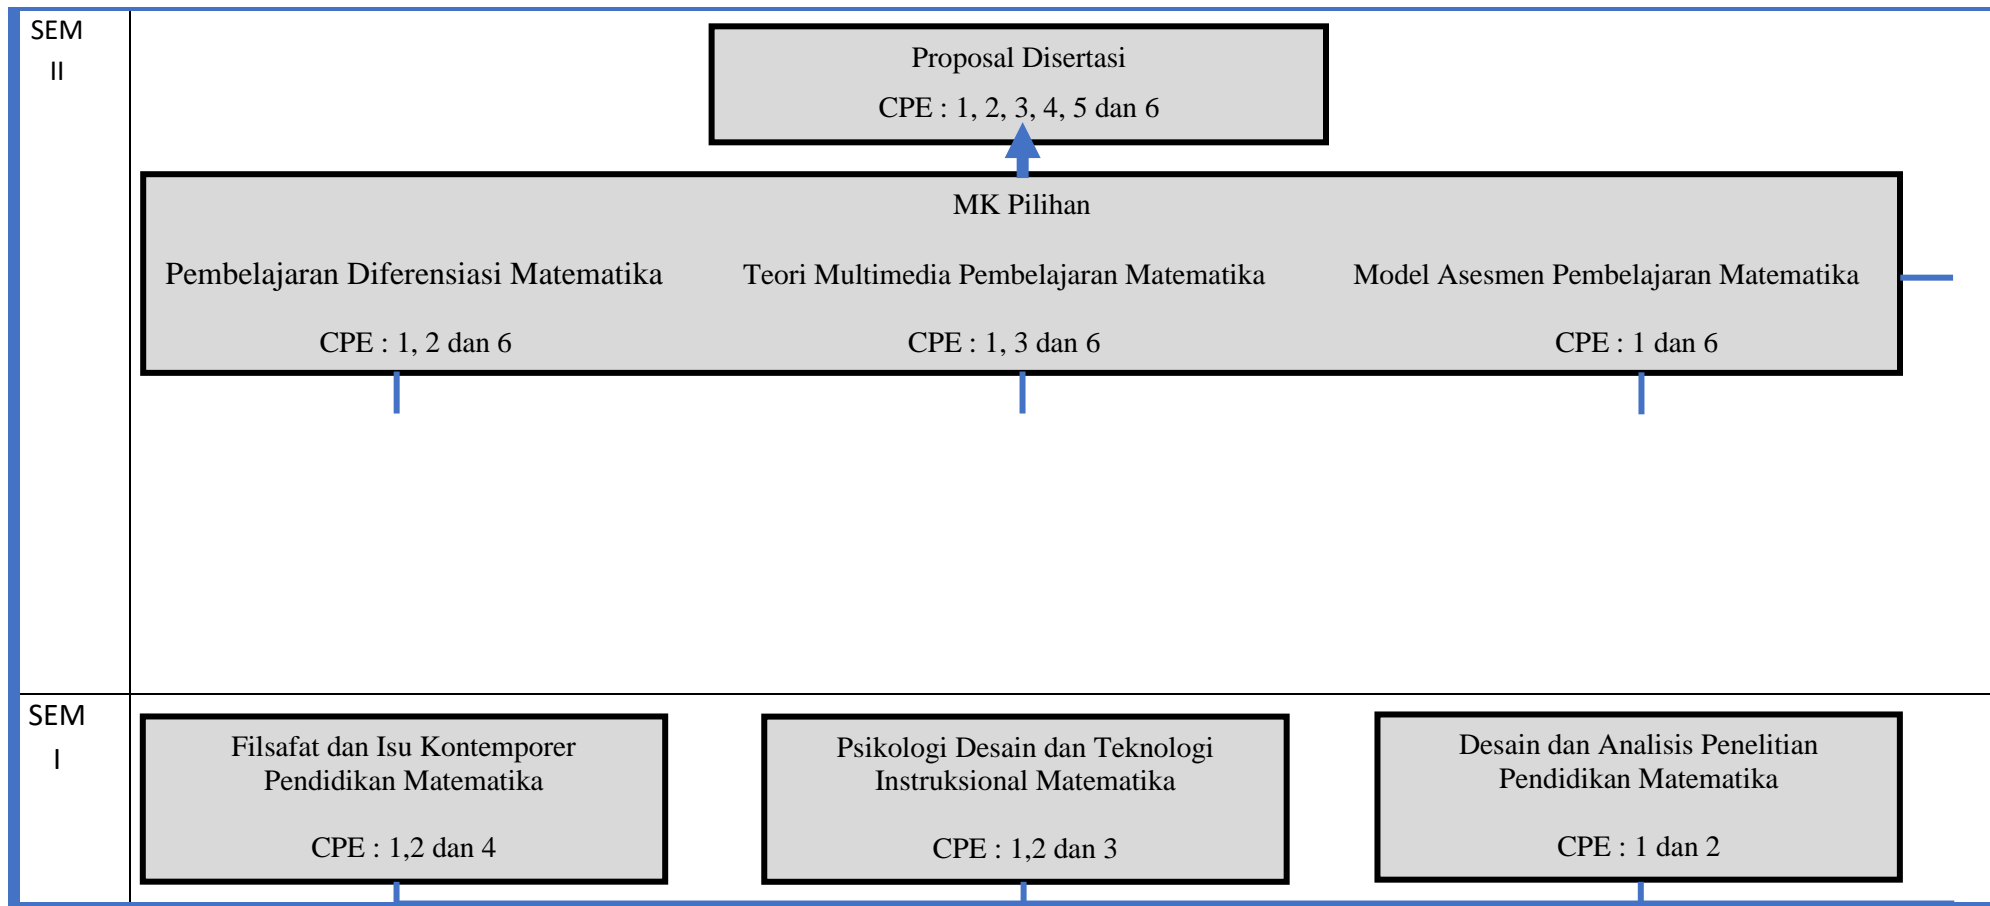 SEM
II
Proposal Disertasi
CPE : 1, 2, 3, 4, 5 dan 6
MK Pilihan
Pembelajaran Diferensiasi Matematika
Teori Multimedia Pembelajaran Matematika
Model Asesmen Pembelajaran Matematika
CPE : 1, 2 dan 6
CPE : 1, 3 dan 6
CPE : 1 dan 6
SEM
I
Filsafat dan Isu Kontemporer
Pendidikan Matematika
CPE : 1,2 dan 4
Psikologi Desain dan Teknologi
Instruksional Matematika
CPE : 1,2 dan 3
Desain dan Analisis Penelitian
Pendidikan Matematika
CPE : 1 dan 2